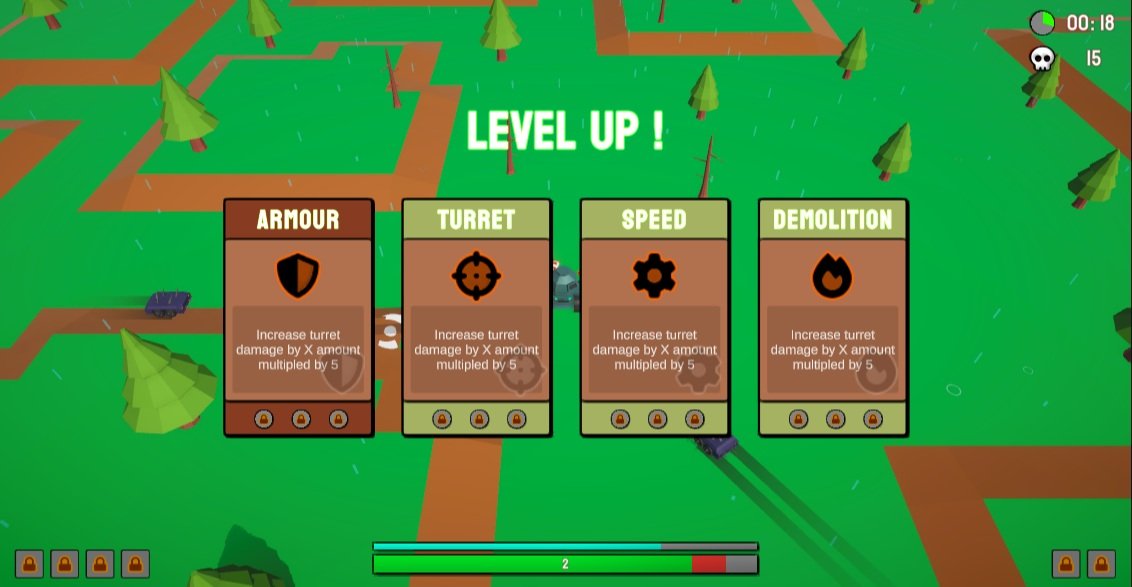 00:18
15
LEVEL UP !
ARMOUR
Increase turret
damage by X amount
multipled by 5
TURRET
Increase turret
damage by X amount
multipled by 5
SPEED
Increase turret
damage by X amount
multipled by 5
DEMOLITION
Increase turret
damage by X amount
multipled by 5
2